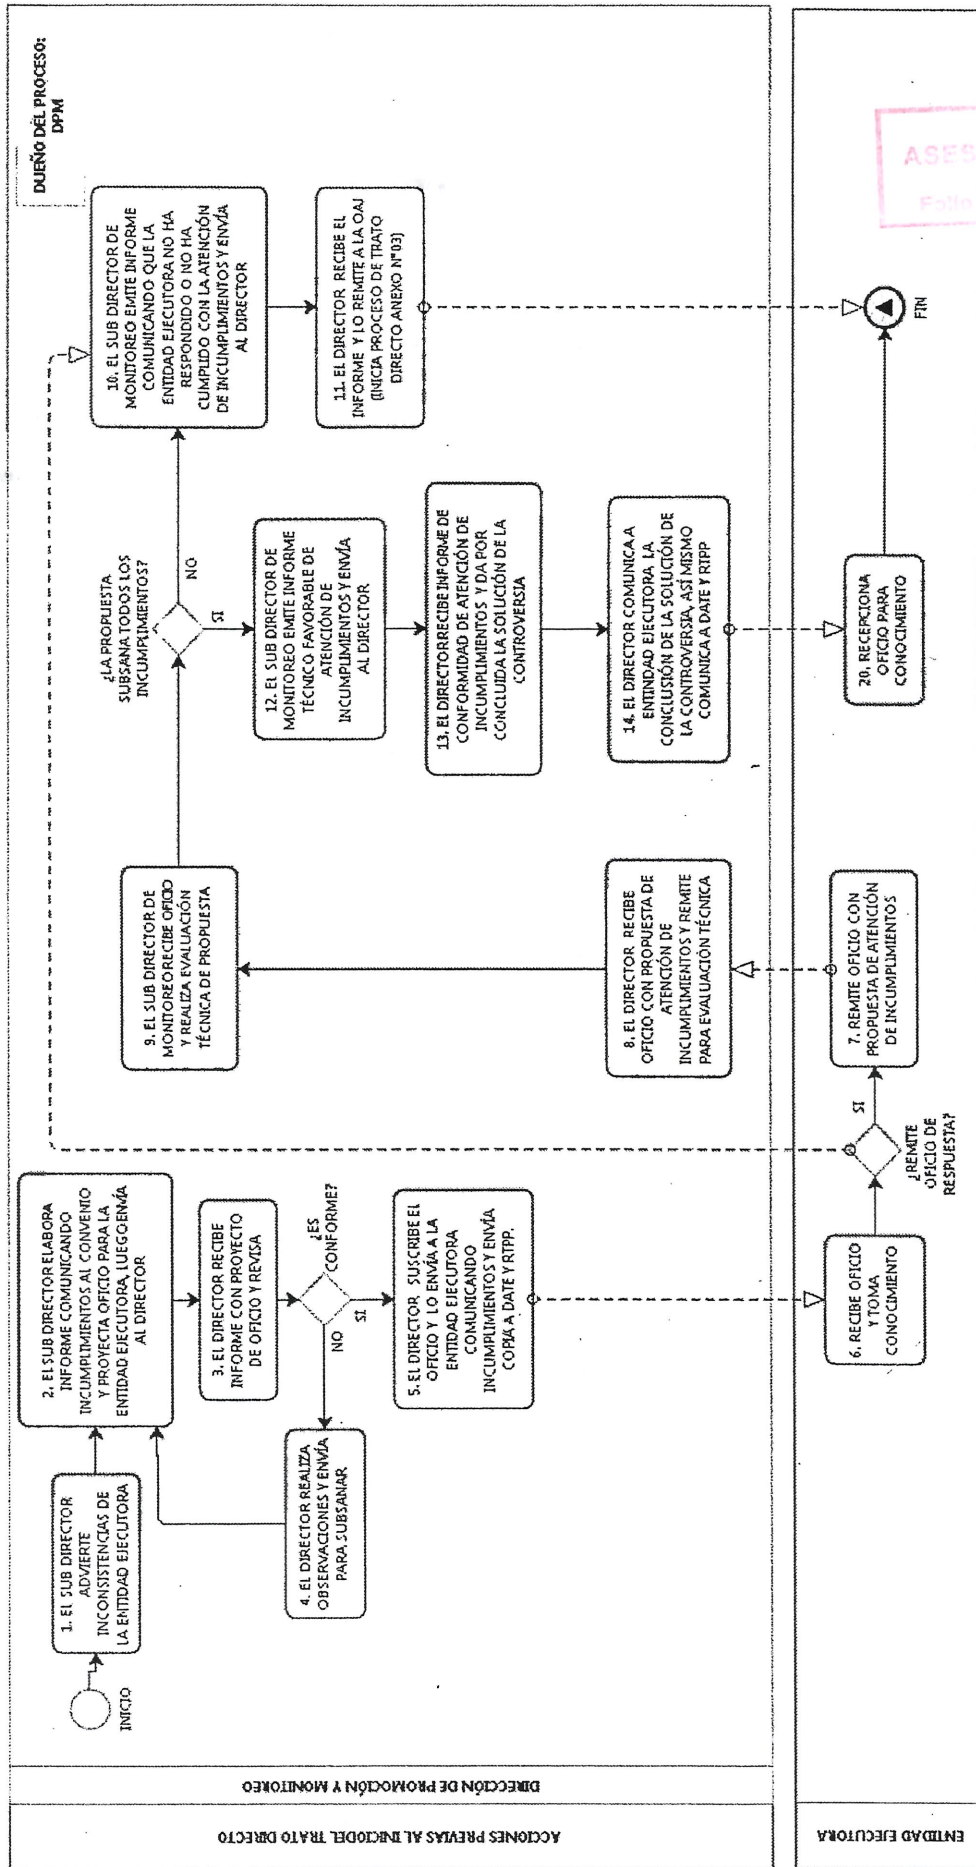 DUEÑO DEL PROCESO:
DPM
ACCIONES PREVIAS AL INICIO DEL TRATO DIRECTO
DIRECCIÓN DE PROMOCIÓN Y MONITOREO
INICIO
1. EL SUB DIRECTOR
ADVIERTE
INCONSISTENCIAS DE
LA ENTIDAD EJECUTORA
2. EL SUB DIRECTOR ELABORA
INFORME COMUNICANDO
INCUMPLIMIENTOS AL CONVENIO
Y PROYECTA OFICIO PARA LA
ENTIDAD EJECUTORA, LUEGO ENVÍA
AL DIRECTOR
3. EL DIRECTOR RECIBE
INFORME CON PROYECTO
DE OFICIO Y REVISA
¿ES
CONFORME?
NO
SI
4. EL DIRECTOR REALIZA
OBSERVACIONES Y ENVÍA
PARA SUBSANAR
5. EL DIRECTOR SUSCRIBE EL
OFICIO Y LO ENVÍA A LA
ENTIDAD EJECUTORA
COMUNICANDO
INCUMPLIMIENTOS Y ENVÍA
COPIA A DATE Y RTPP.
ENTIDAD EJECUTORA
6. RECIBE OFICIO
Y TOMA
CONOCIMIENTO
¿REMITE
OFICIO DE
RESPUESTA?
SI
7. REMITE OFICIO CON
PROPUESTA DE ATENCIÓN
DE INCUMPLIMIENTOS
8. EL DIRECTOR RECIBE
OFICIO CON PROPUESTA DE
ATENCIÓN DE
INCUMPLIMIENTOS Y REMITE
PARA EVALUACIÓN TÉCNICA
9. EL SUB DIRECTOR DE
MONITOREO RECIBE OFICIO
Y REALIZA EVALUACIÓN
TÉCNICA DE PROPUESTA
¿LA PROPUESTA
SUBSANA TODOS LOS
INCUMPLIMIENTOS?
NO
SI
10. EL SUB DIRECTOR DE
MONITOREO EMITE INFORME
COMUNICANDO QUE LA
ENTIDAD EJECUTORA NO HA
RESPONDIDO O NO HA
CUMPLIDO CON LA ATENCIÓN
DE INCUMPLIMIENTOS Y ENVÍA
AL DIRECTOR
11. EL DIRECTOR RECIBE EL
INFORME Y LO REMITE A LA OAJ
(INICIA PROCESO DE TRATO
DIRECTO ANEXO N°03)
12. EL SUB DIRECTOR DE
MONITOREO EMITE INFORME
TÉCNICO FAVORABLE DE
ATENCIÓN DE
INCUMPLIMIENTOS Y ENVÍA
AL DIRECTOR
13. EL DIRECTOR RECIBE INFORME DE
CONFORMIDAD DE ATENCIÓN DE
INCUMPLIMIENTOS Y DA POR
CONCLUIDA LA SOLUCIÓN DE LA
CONTROVERSIA
14. EL DIRECTOR COMUNICA A
ENTINDAD EJECUTORA LA
CONCLUSIÓN DE LA SOLUCIÓN DE
LA CONTROVERSIA, ASÍ MISMO
COMUNICA A DATE Y RTPP
20. RECEPCIONA
OFICIO PARA
CONOCIMIENTO
FIN
ASES
Folio